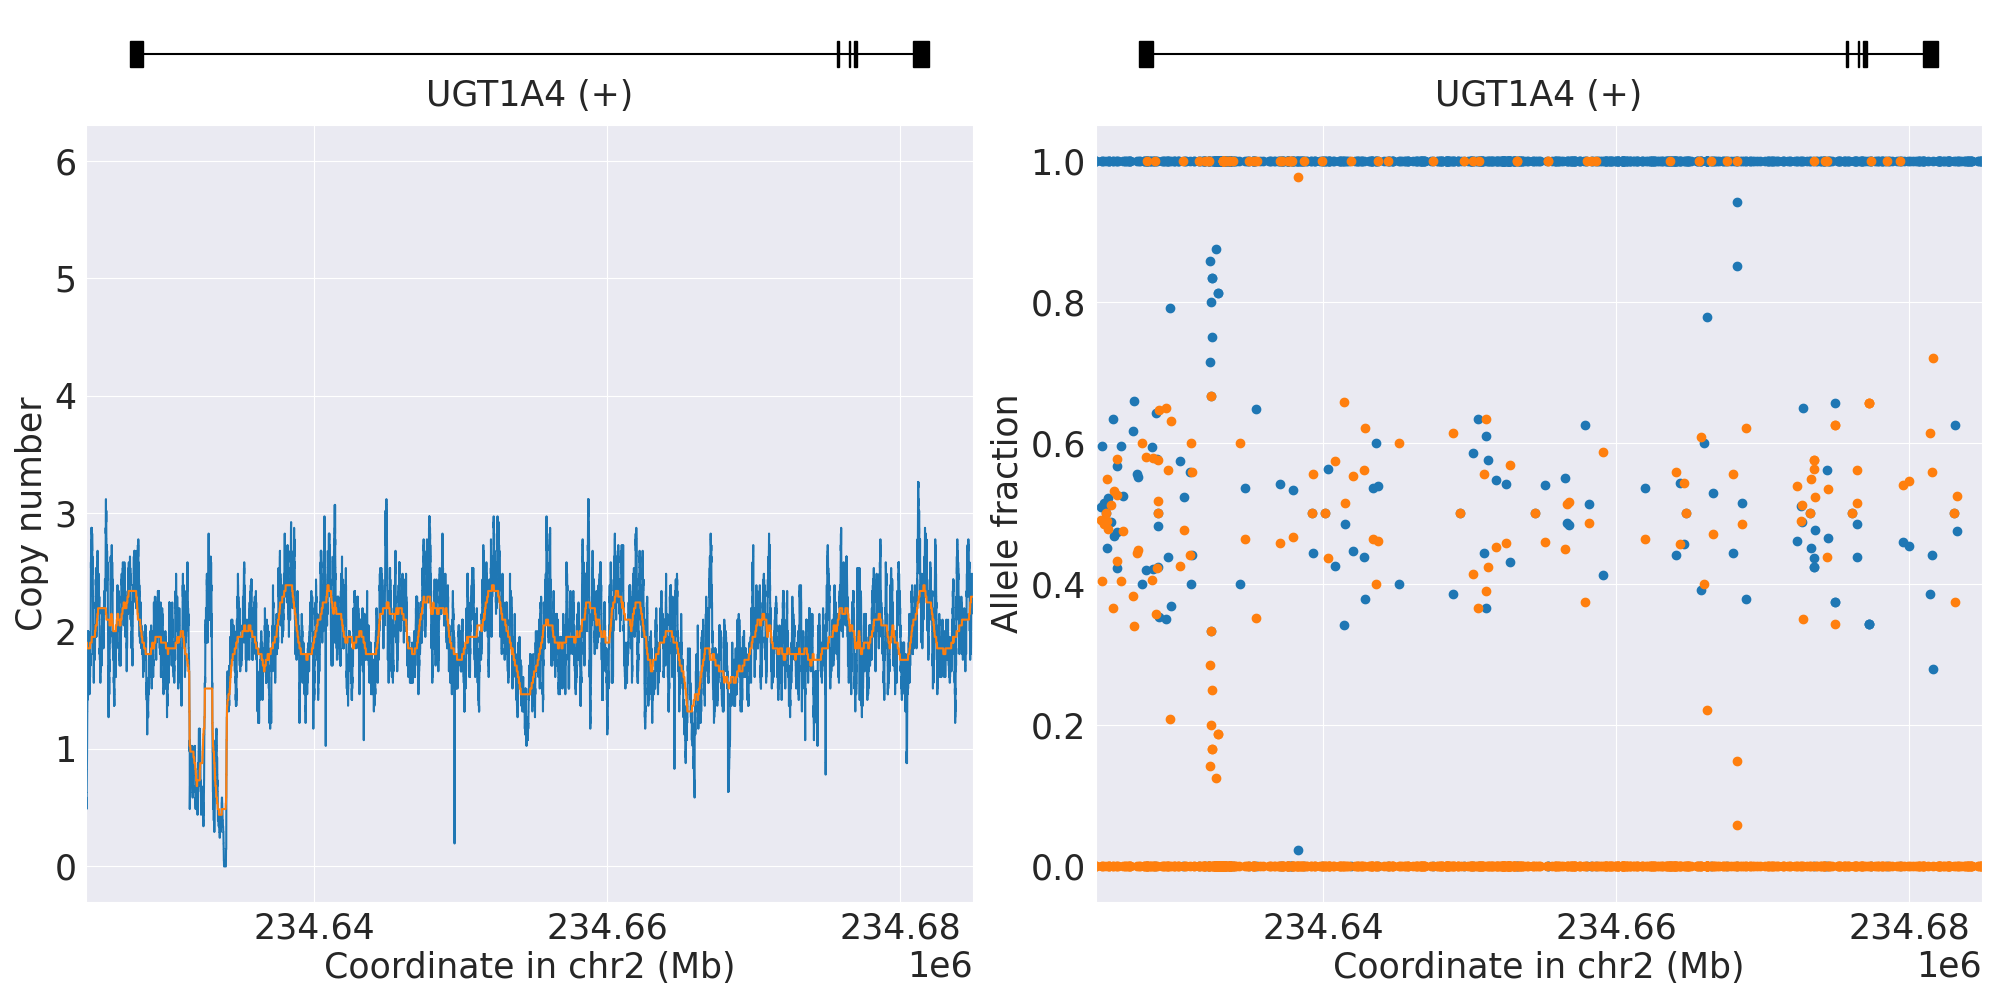 UGT1A4 (+)
6
5
4
3
2
1
0
Copy number
234.64
234.66
234.68
1e6
Coordinate in chr2 (Mb)
UGT1A4 (+)
1.0
0.8
0.6
0.4
0.2
0.0
Allele fraction
234.64
234.66
234.68
1e6
Coordinate in chr2 (Mb)